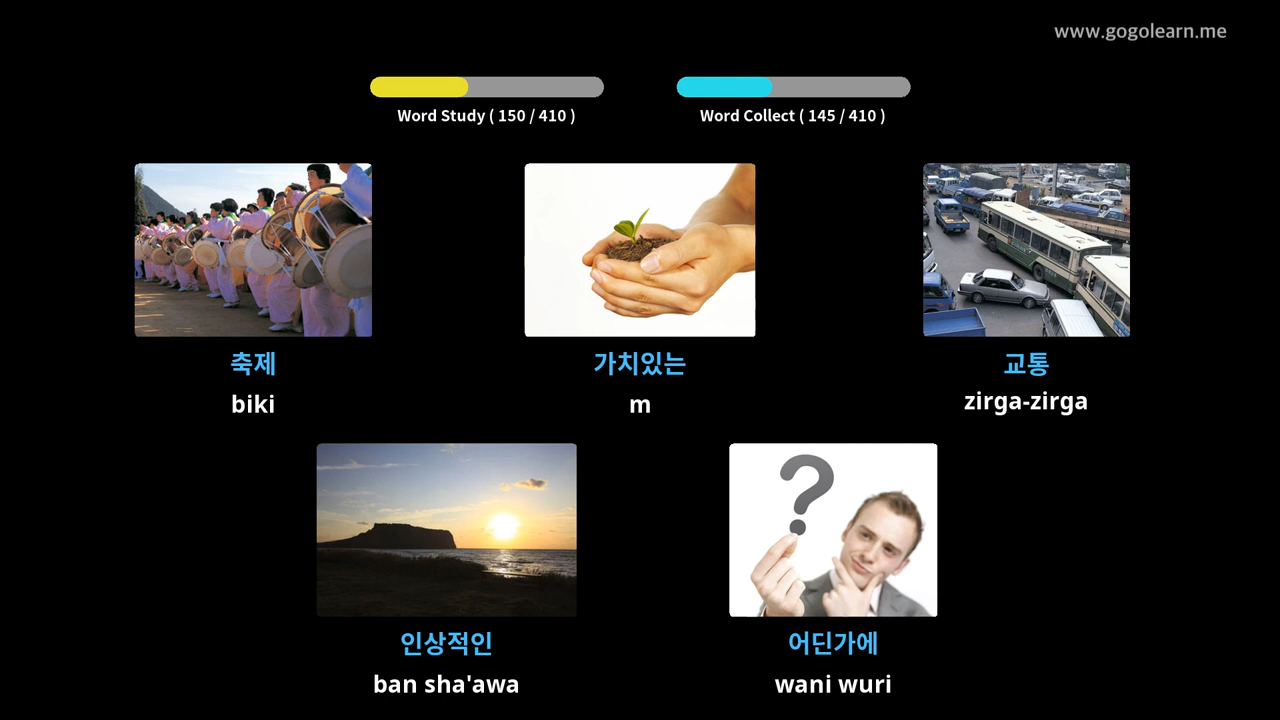 www.gogolearn.me
Word Study ( 150 / 410 )
Word Collect ( 145 / 410 )
축제
biki
가치있는
m
교통
zirga-zirga
인상적인
ban sha'awa
어딘가에
wani wuri